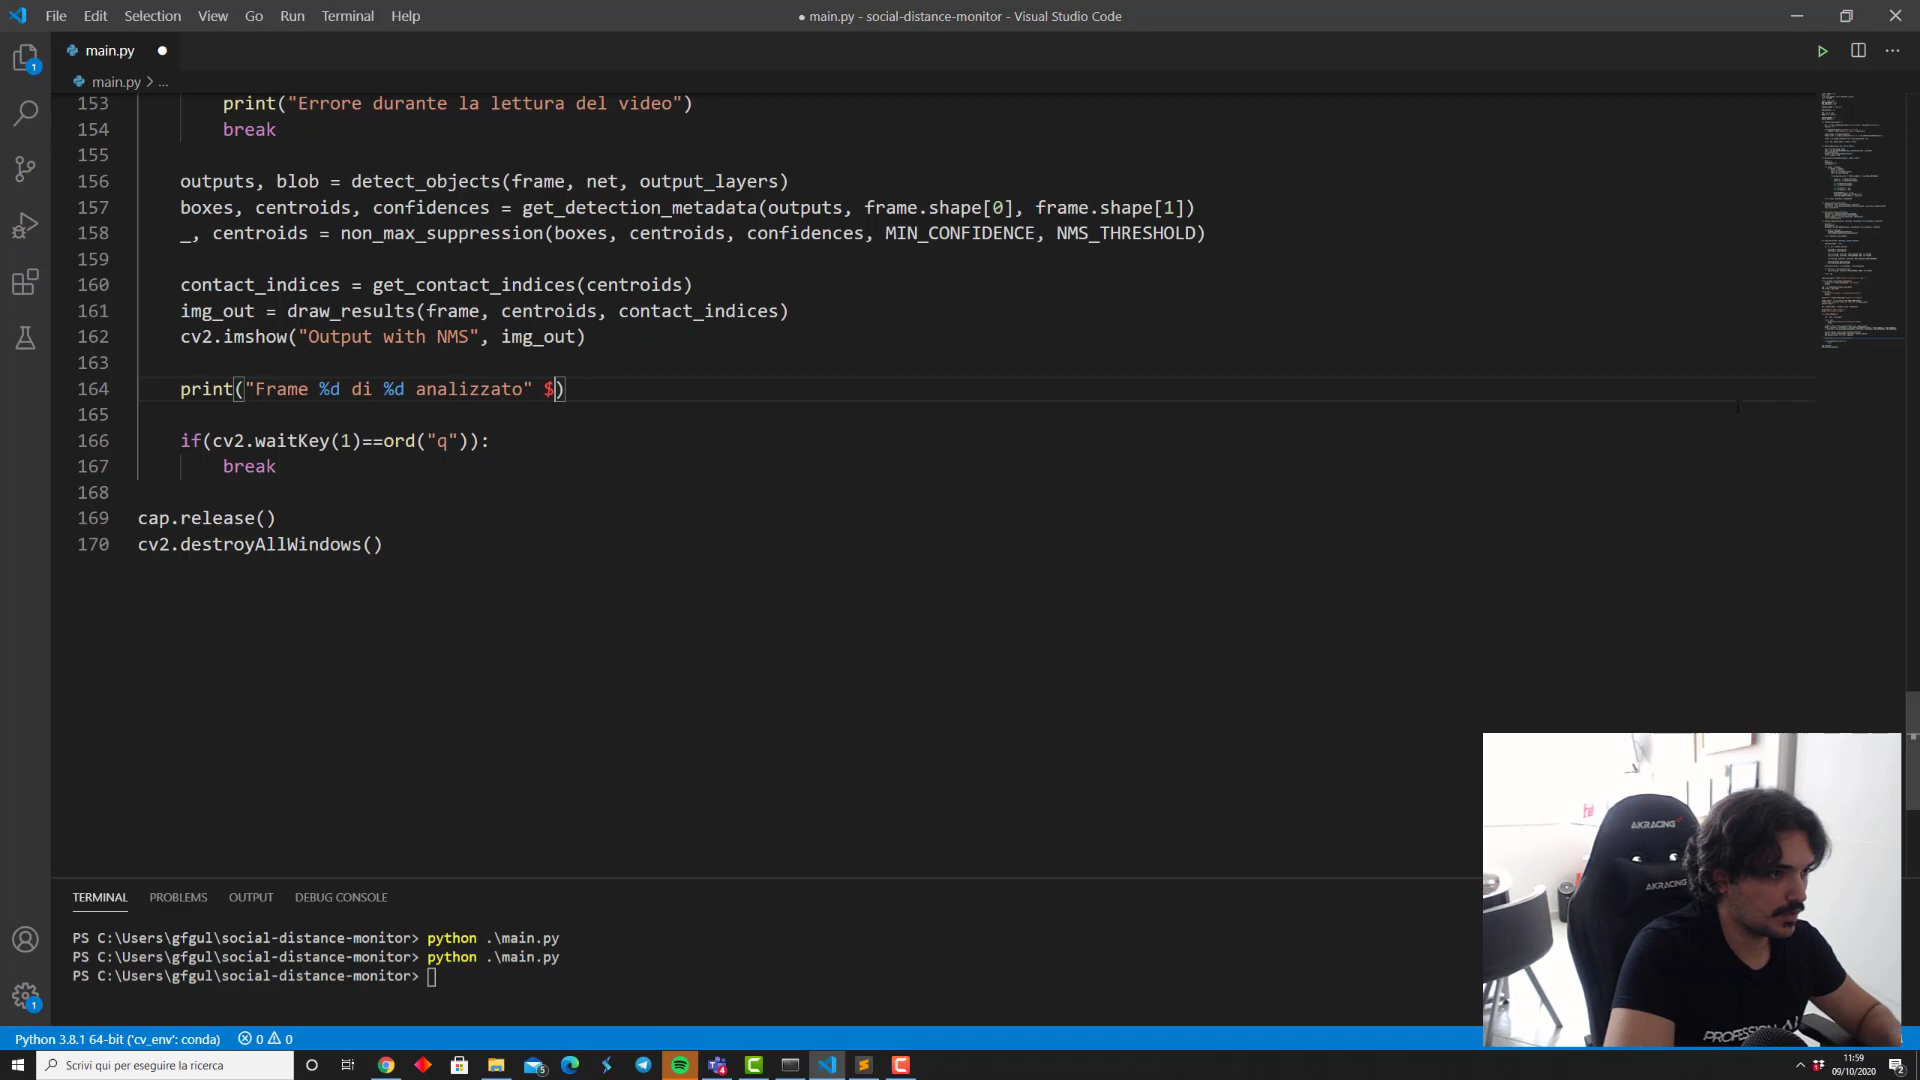 File Edit Selection View Go Run Terminal Help
● main.py - social-distance-monitor - Visual Studio Code
main.py ●
main.py > ...
153 print("Errore durante la lettura del video")
154 break
155
156 outputs, blob = detect_objects(frame, net, output_layers)
157 boxes, centroids, confidences = get_detection_metadata(outputs, frame.shape[0], frame.shape[1])
158 _, centroids = non_max_suppression(boxes, centroids, confidences, MIN_CONFIDENCE, NMS_THRESHOLD)
159
160 contact_indices = get_contact_indices(centroids)
161 img_out = draw_results(frame, centroids, contact_indices)
162 cv2.imshow("Output with NMS", img_out)
163
164 print("Frame %d di %d analizzato" $)
165
166 if(cv2.waitKey(1)==ord("q")):
167 break
168
169 cap.release()
170 cv2.destroyAllWindows()
TERMINAL PROBLEMS OUTPUT DEBUG CONSOLE
PS C:\Users\gfgul\social-distance-monitor> python .\main.py
PS C:\Users\gfgul\social-distance-monitor> python .\main.py
PS C:\Users\gfgul\social-distance-monitor>
AKRACING
AKRACING
PROFESSION AI
1
1
Python 3.8.1 64-bit ('cv_env': conda) 0 0
Scrivi qui per eseguire la ricerca
5
4
11:59
09/10/2020
2